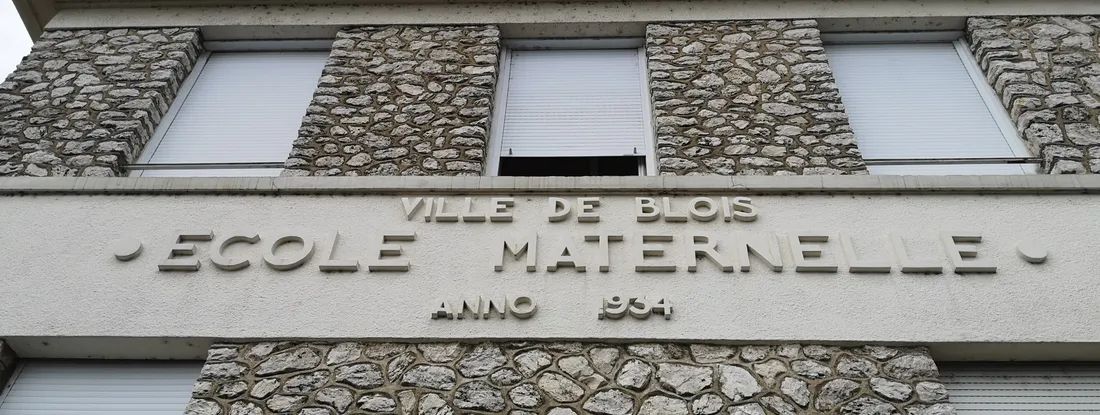 VILLE DE BLOIS
ECOLE MATERNELLE
ANNO 1934